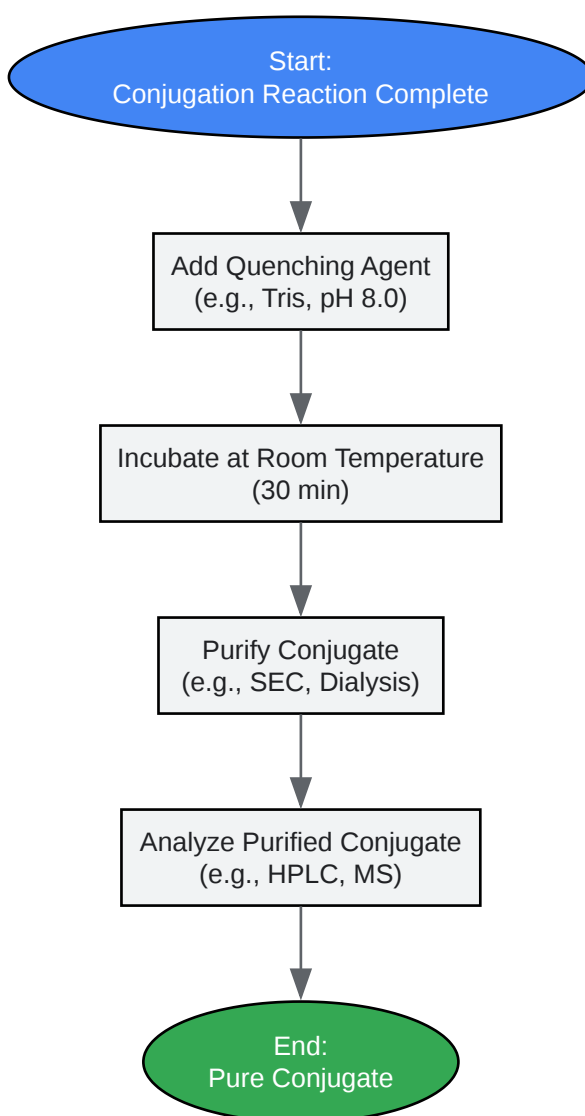 Start:
Conjugation Reaction Complete
Add Quenching Agent
(e.g., Tris, pH 8.0)
Incubate at Room Temperature
(30 min)
Purify Conjugate
(e.g., SEC, Dialysis)
Analyze Purified Conjugate
(e.g., HPLC, MS)
End:
Pure Conjugate